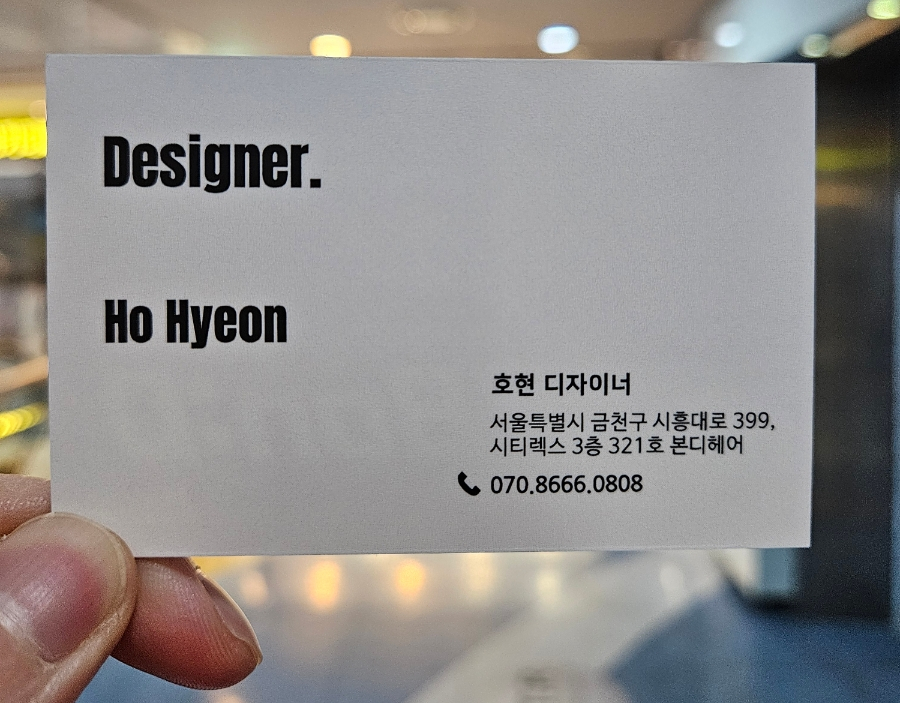 Designer.
Ho Hyeon
호현 디자이너
서울특별시 금천구 시흥대로 399,
시티렉스 3층 321호 본디헤어
070.8666.0808